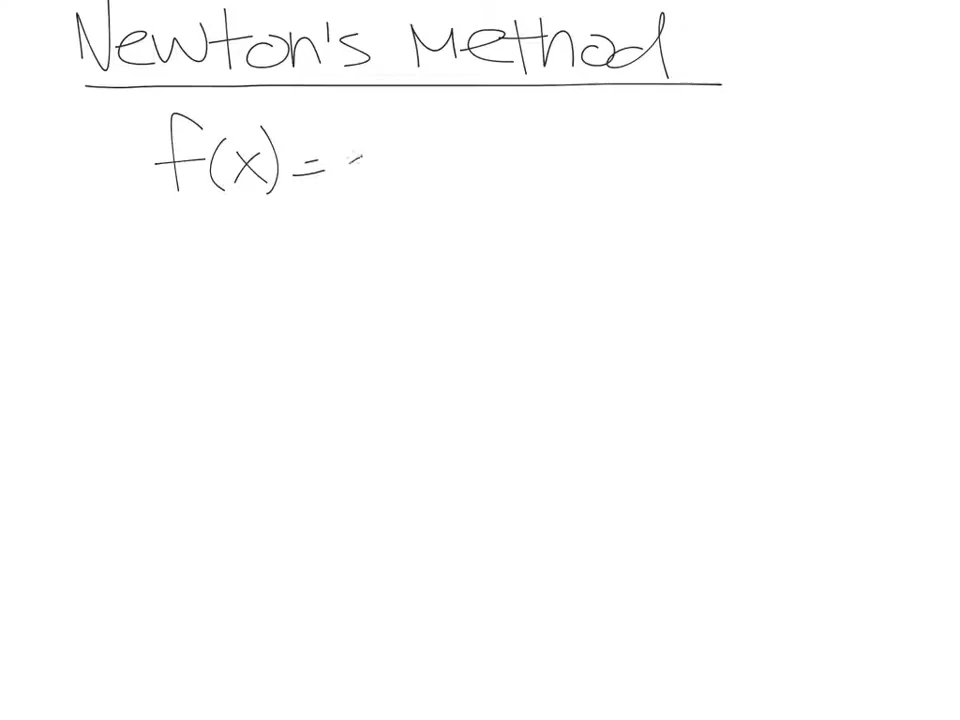 Newton's Method
f(x) =